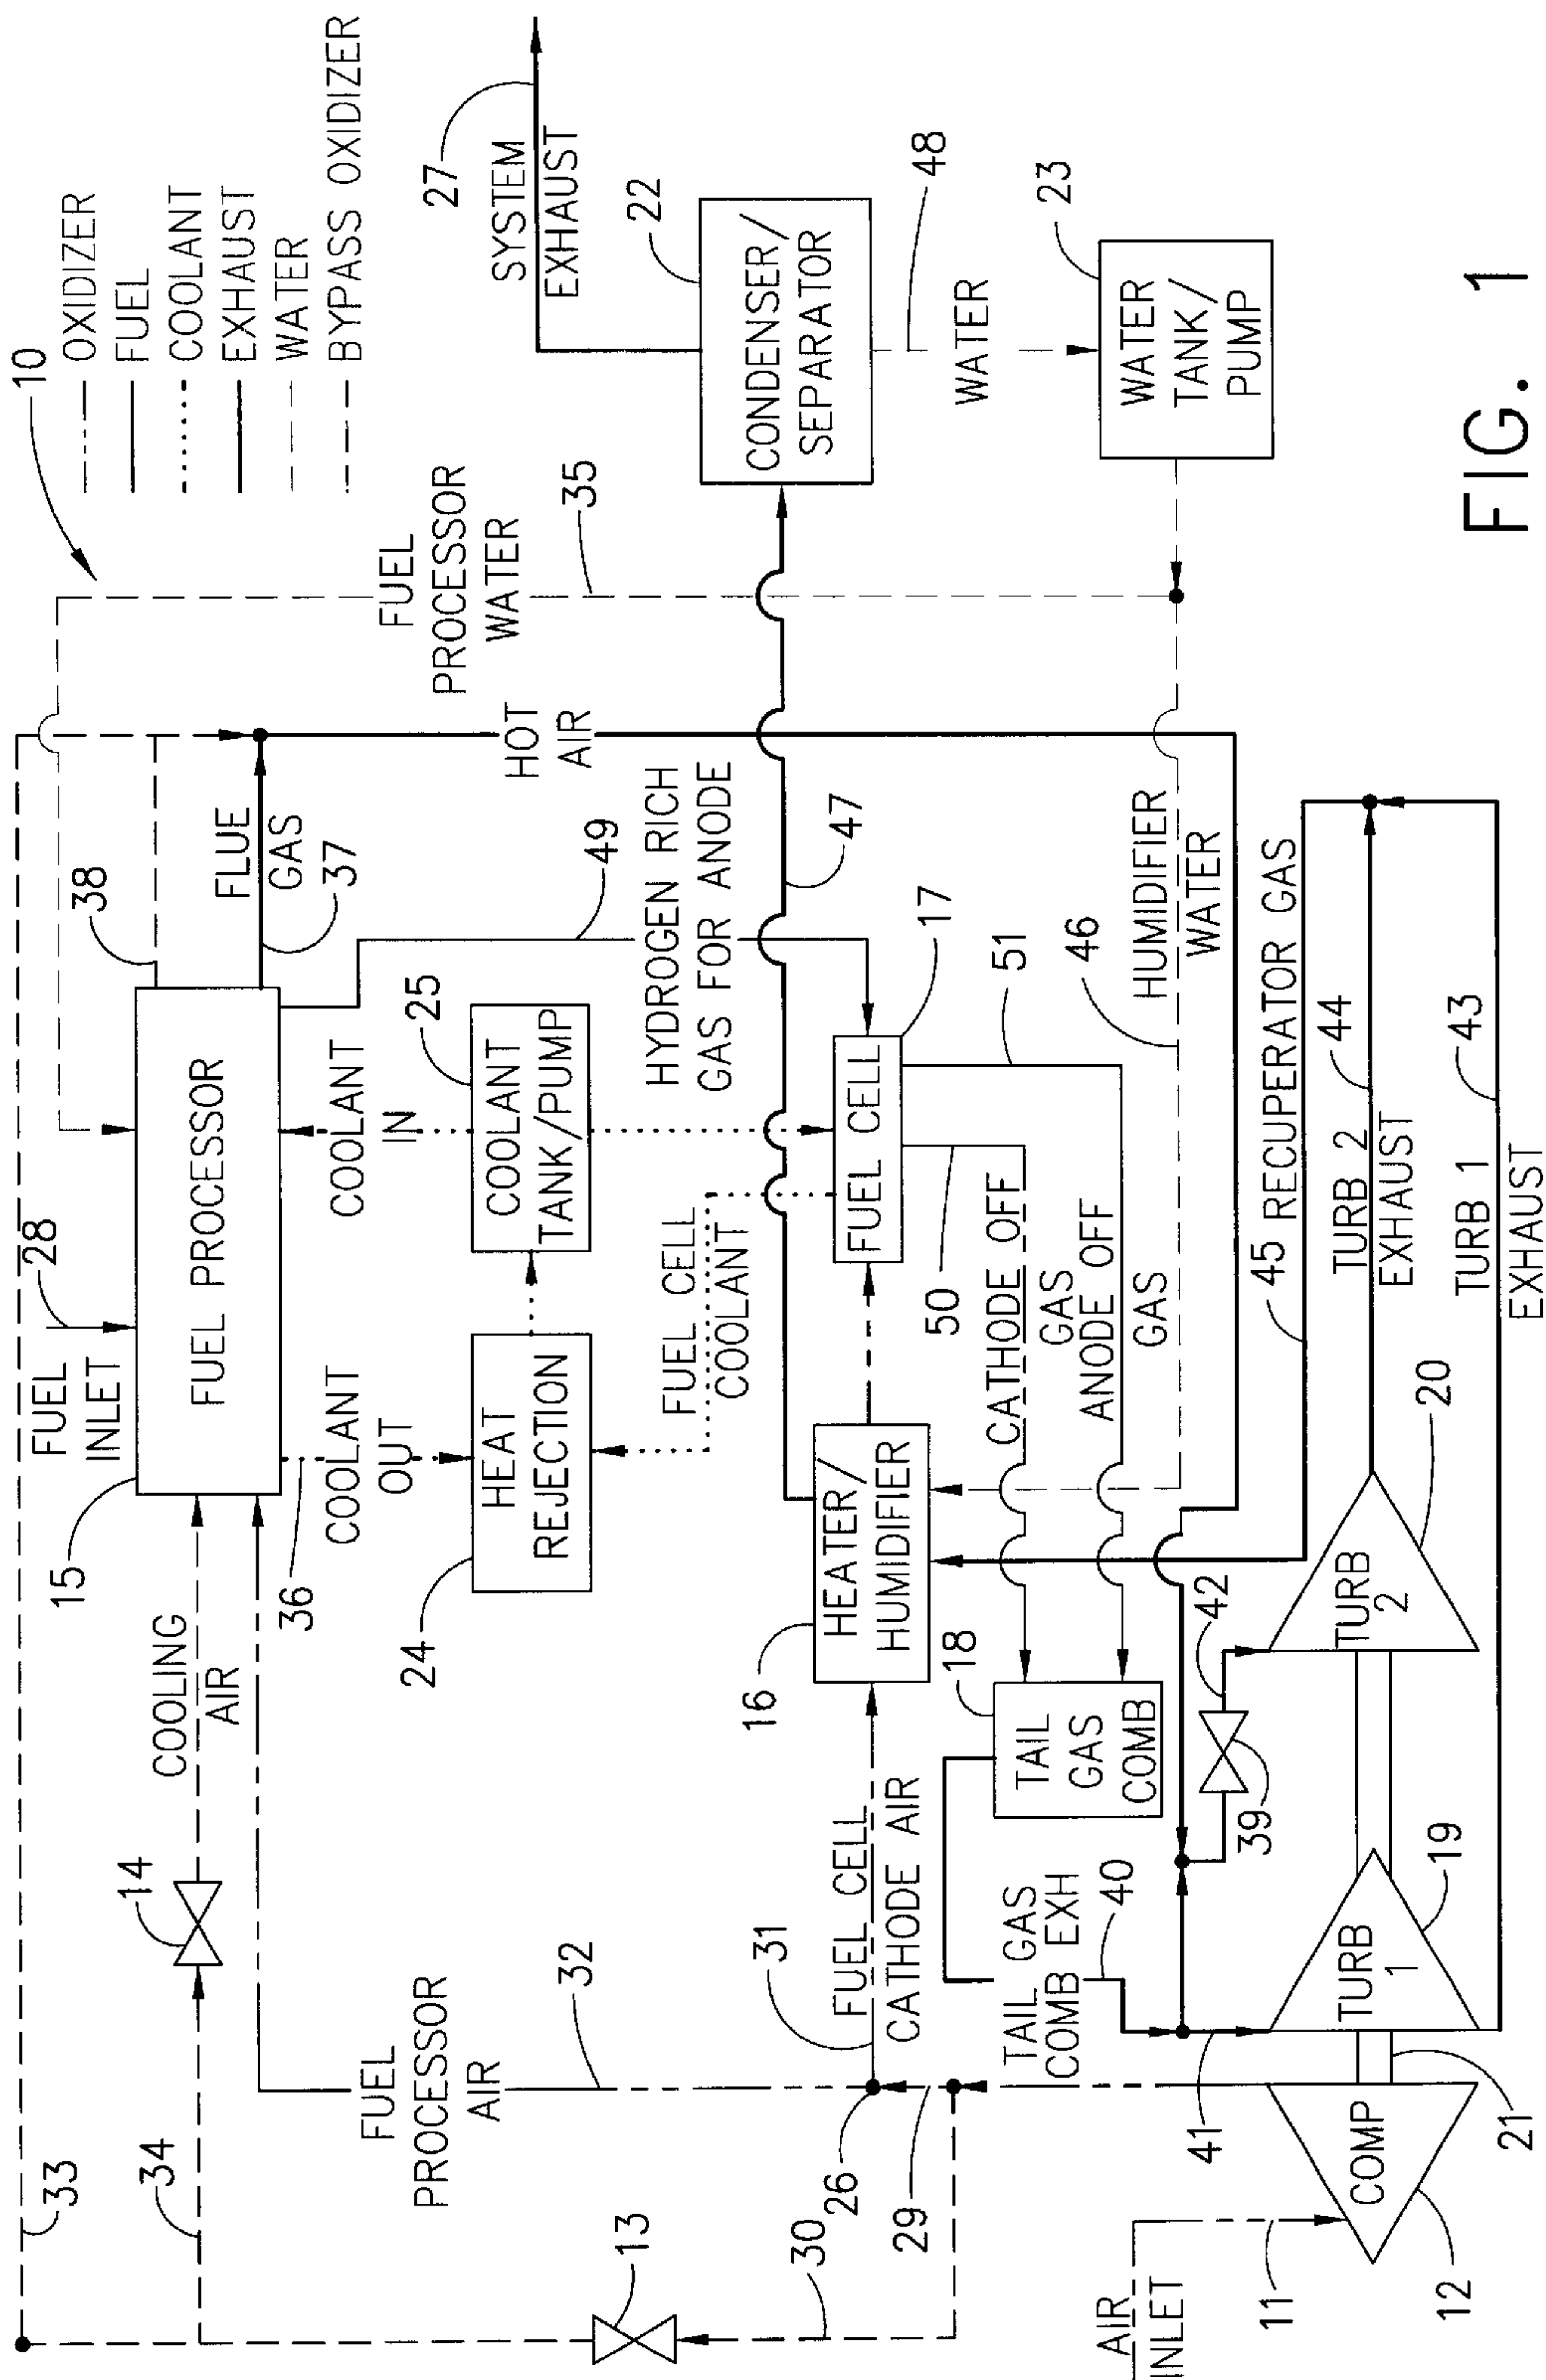 10
OXIDIZER
FUEL
COOLANT
EXHAUST
WATER
BYPASS OXIDIZER
33
34
14
COOLING
AIR
15
FUEL
INLET
28
FUEL PROCESSOR
38
FLUE
GAS
37
FUEL
PROCESSOR
WATER
35
SYSTEM
EXHAUST
27
36
COOLANT
OUT
COOLANT
IN
25
COOLANT
TANK/PUMP
24
HEAT
REJECTION
49
HOT
AIR
HYDROGEN RICH
GAS FOR ANODE
FUEL
PROCESSOR
AIR
32
13
30
26
29
31
FUEL CELL
CATHODE AIR
16
HEATER/
HUMIDIFIER
FUEL CELL
COOLANT
FUEL CELL
17
47
22
CONDENSER/
SEPARATOR
48
WATER
23
WATER
TANK/
PUMP
50
51
CATHODE OFF
GAS
ANODE OFF
GAS
46
HUMIDIFIER
WATER
18
TAIL
GAS
COMB
TAIL GAS
COMB EXH
40
39
42
45
RECUPERATOR GAS
AIR
INLET
11
12
COMP
41
21
TURB
1
19
TURB
2
20
TURB 2
EXHAUST
44
TURB 1
EXHAUST
43
FIG. 1